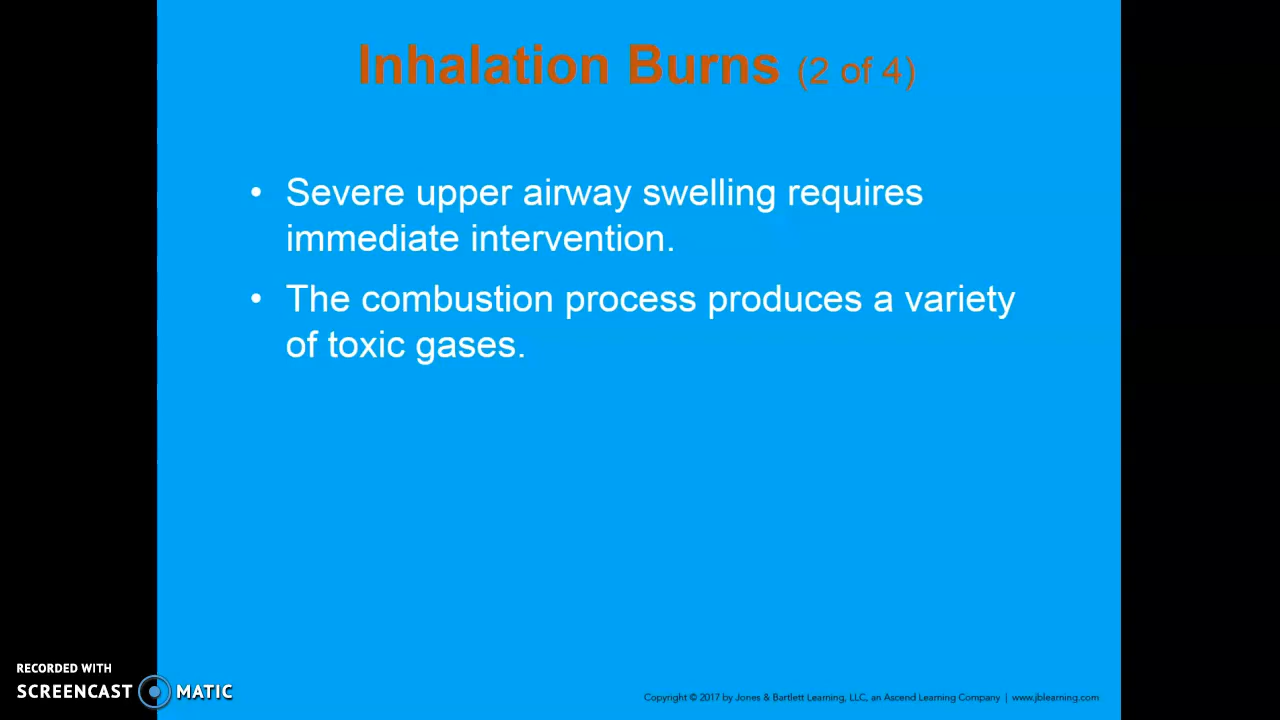 Inhalation Burns (2 of 4)
• Severe upper airway swelling requires
immediate intervention.
• The combustion process produces a variety
of toxic gases.
RECORDED WITH
SCREENCAST MATIC
Copyright © 2017 by Jones & Bartlett Learning, LLC, an Ascend Learning Company | www.jblearning.com